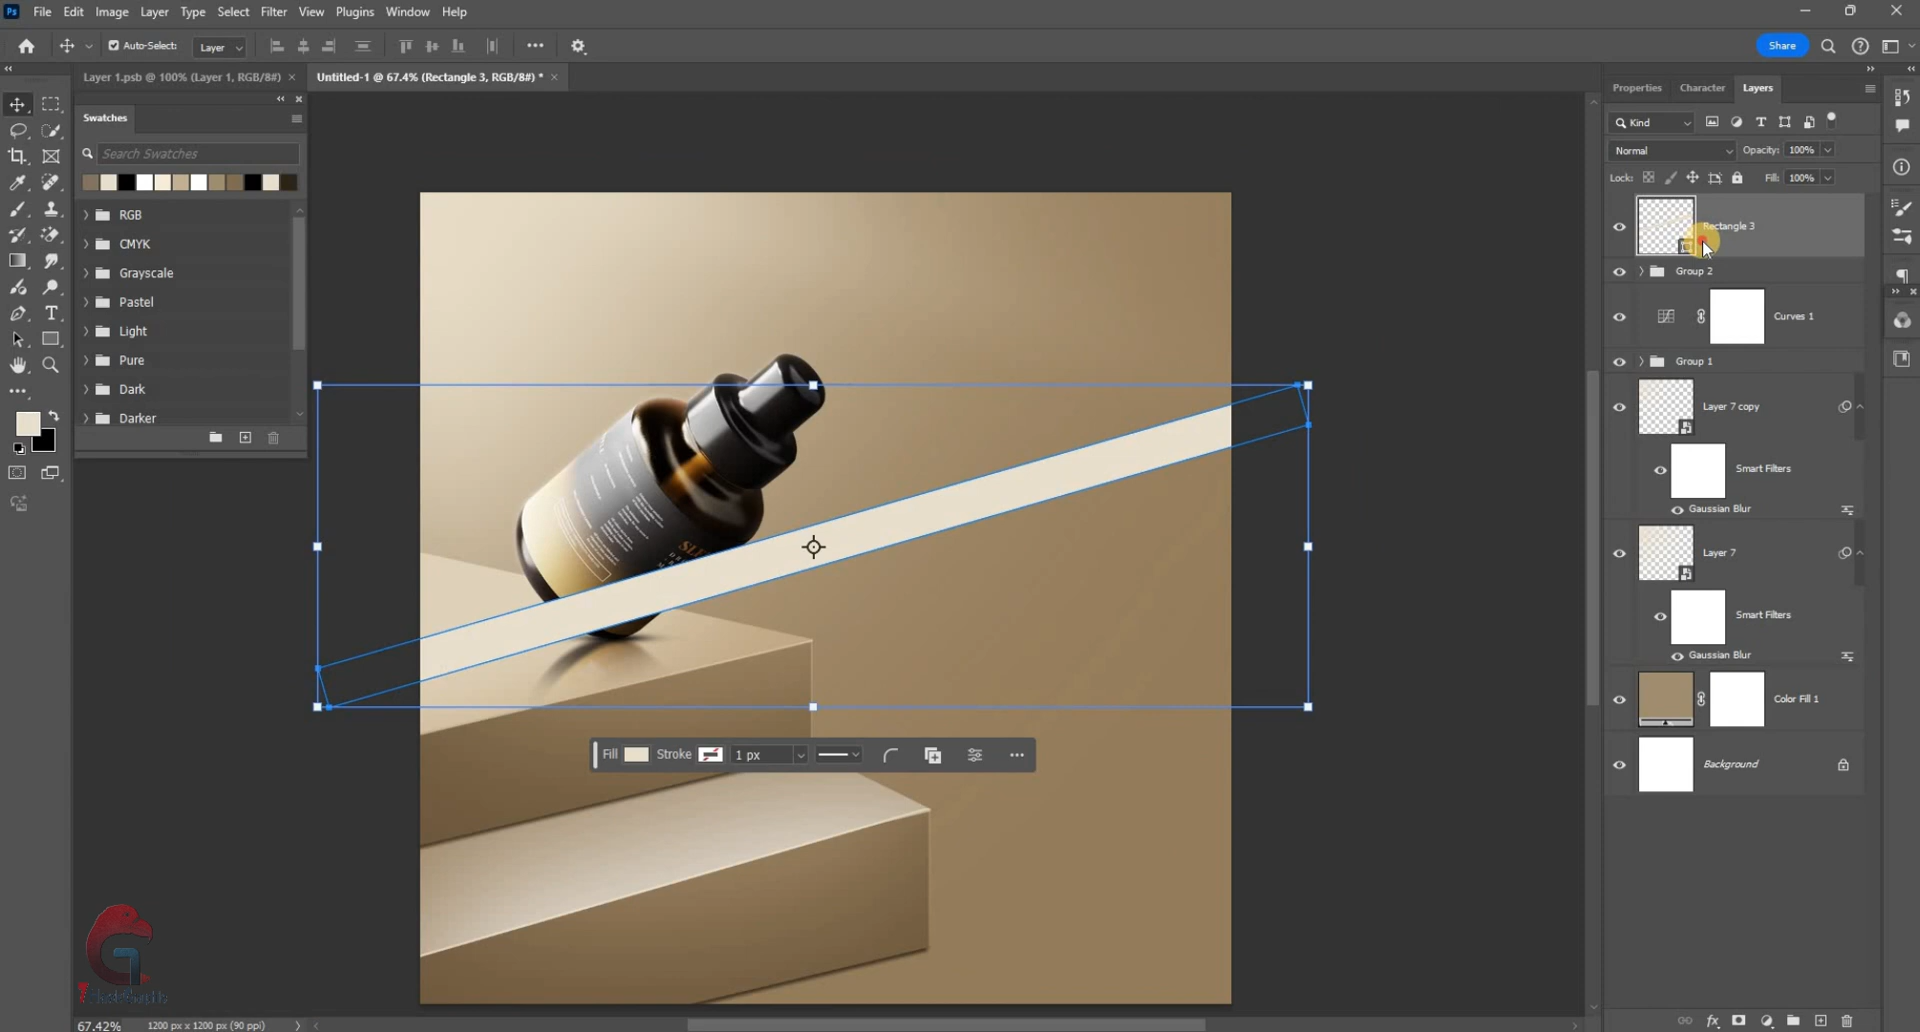 Ps File Edit Image Layer Type Select Filter View Plugins Window Help
Auto-Select: Layer Share
Layer 1.psb @ 100% (Layer 1, RGB/8#) × Untitled-1 @ 67.4% (Rectangle 3, RGB/8#) * ×
Swatches
Search Swatches
RGB
CMYK
Grayscale
Pastel
Light
Pure
Dark
Darker
Fill Stroke 1 px
Properties Character Layers
Kind
Normal Opacity: 100%
Lock: Fill: 100%
Rectangle 3
Group 2
Curves 1
Group 1
Layer 7 copy
Smart Filters
Gaussian Blur
Layer 7
Smart Filters
Gaussian Blur
Color Fill 1
Background
67.42% 1200 px x 1200 px (90 ppi)